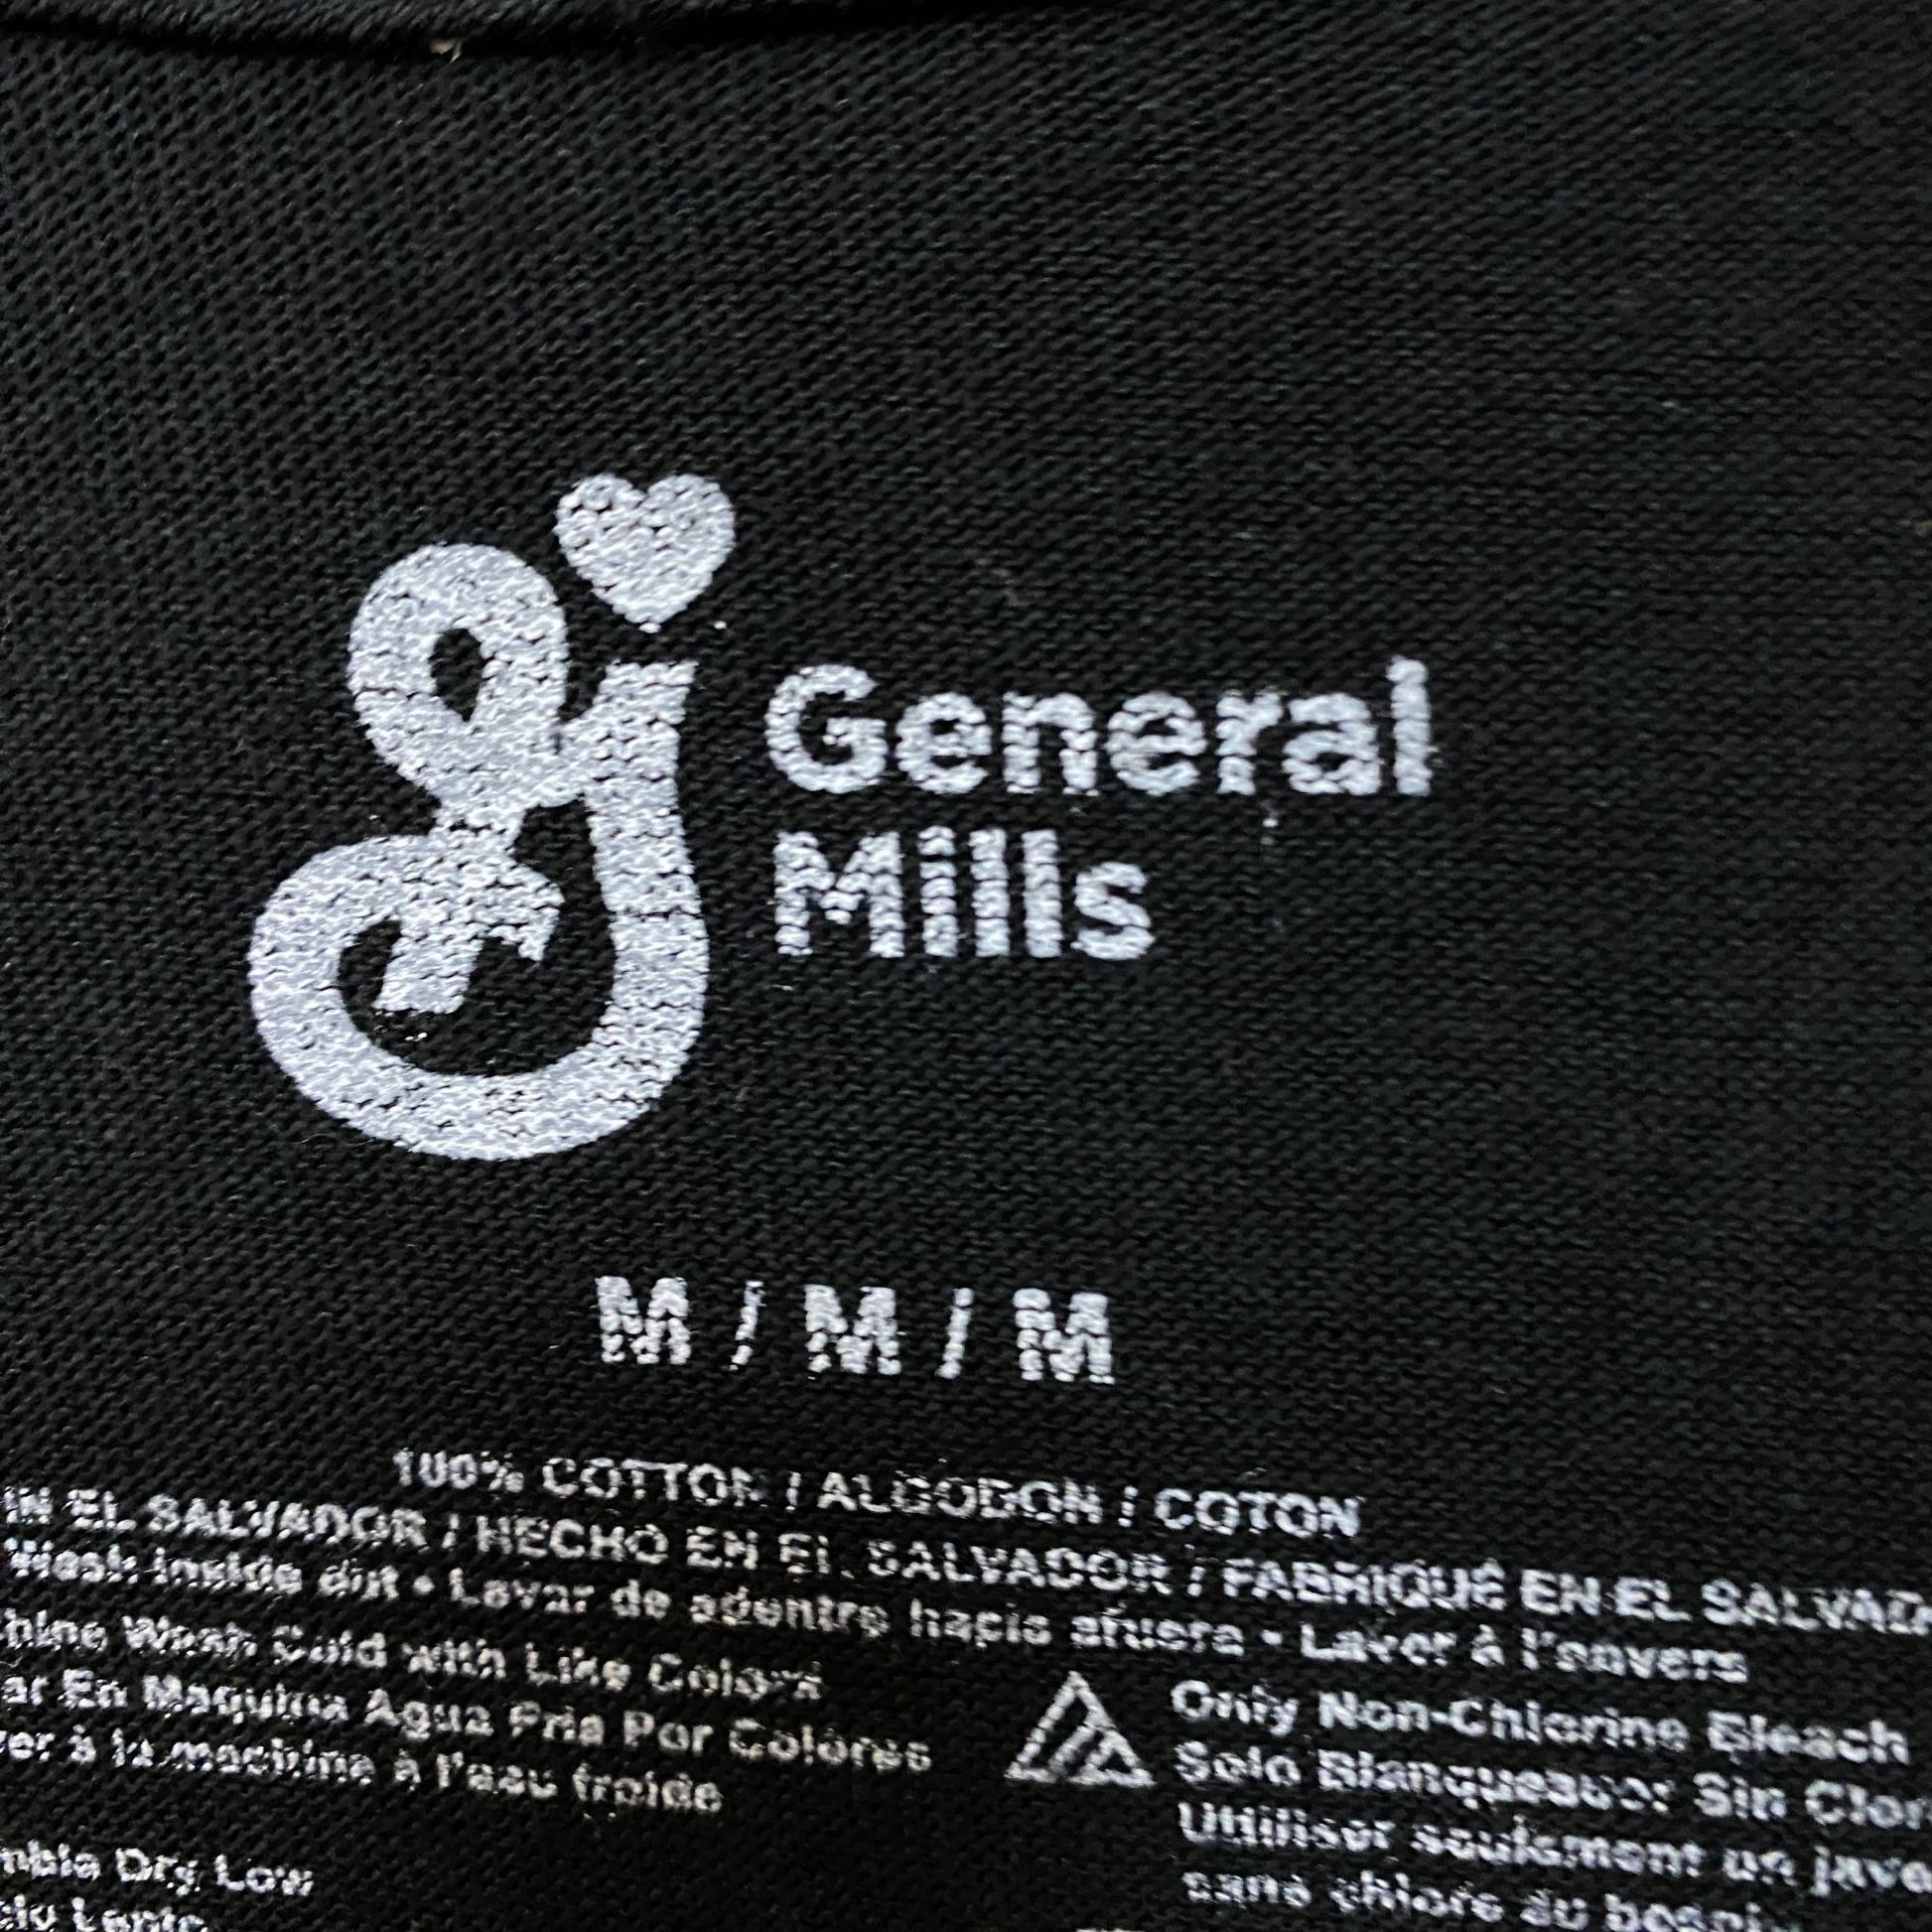 General
Mills
M / M / M
100% COTTON / ALGODON / COTON
IN EL SALVADOR / HECHO EN EL SALVADOR / FABRIQUÉ EN EL SALVAD
Wash Inside out • Lavar de adentro hacia afuera • Laver à l'envers
hine Wash Cold with Like Colors
ar En Maquina Agua Fria Por Colores
er à la machine à l'eau froide
Only Non-Chlorine Bleach
Solo Blanqueador Sin Clor
Utiliser seulement un jave
sans chlore au besoi
mble Dry Low